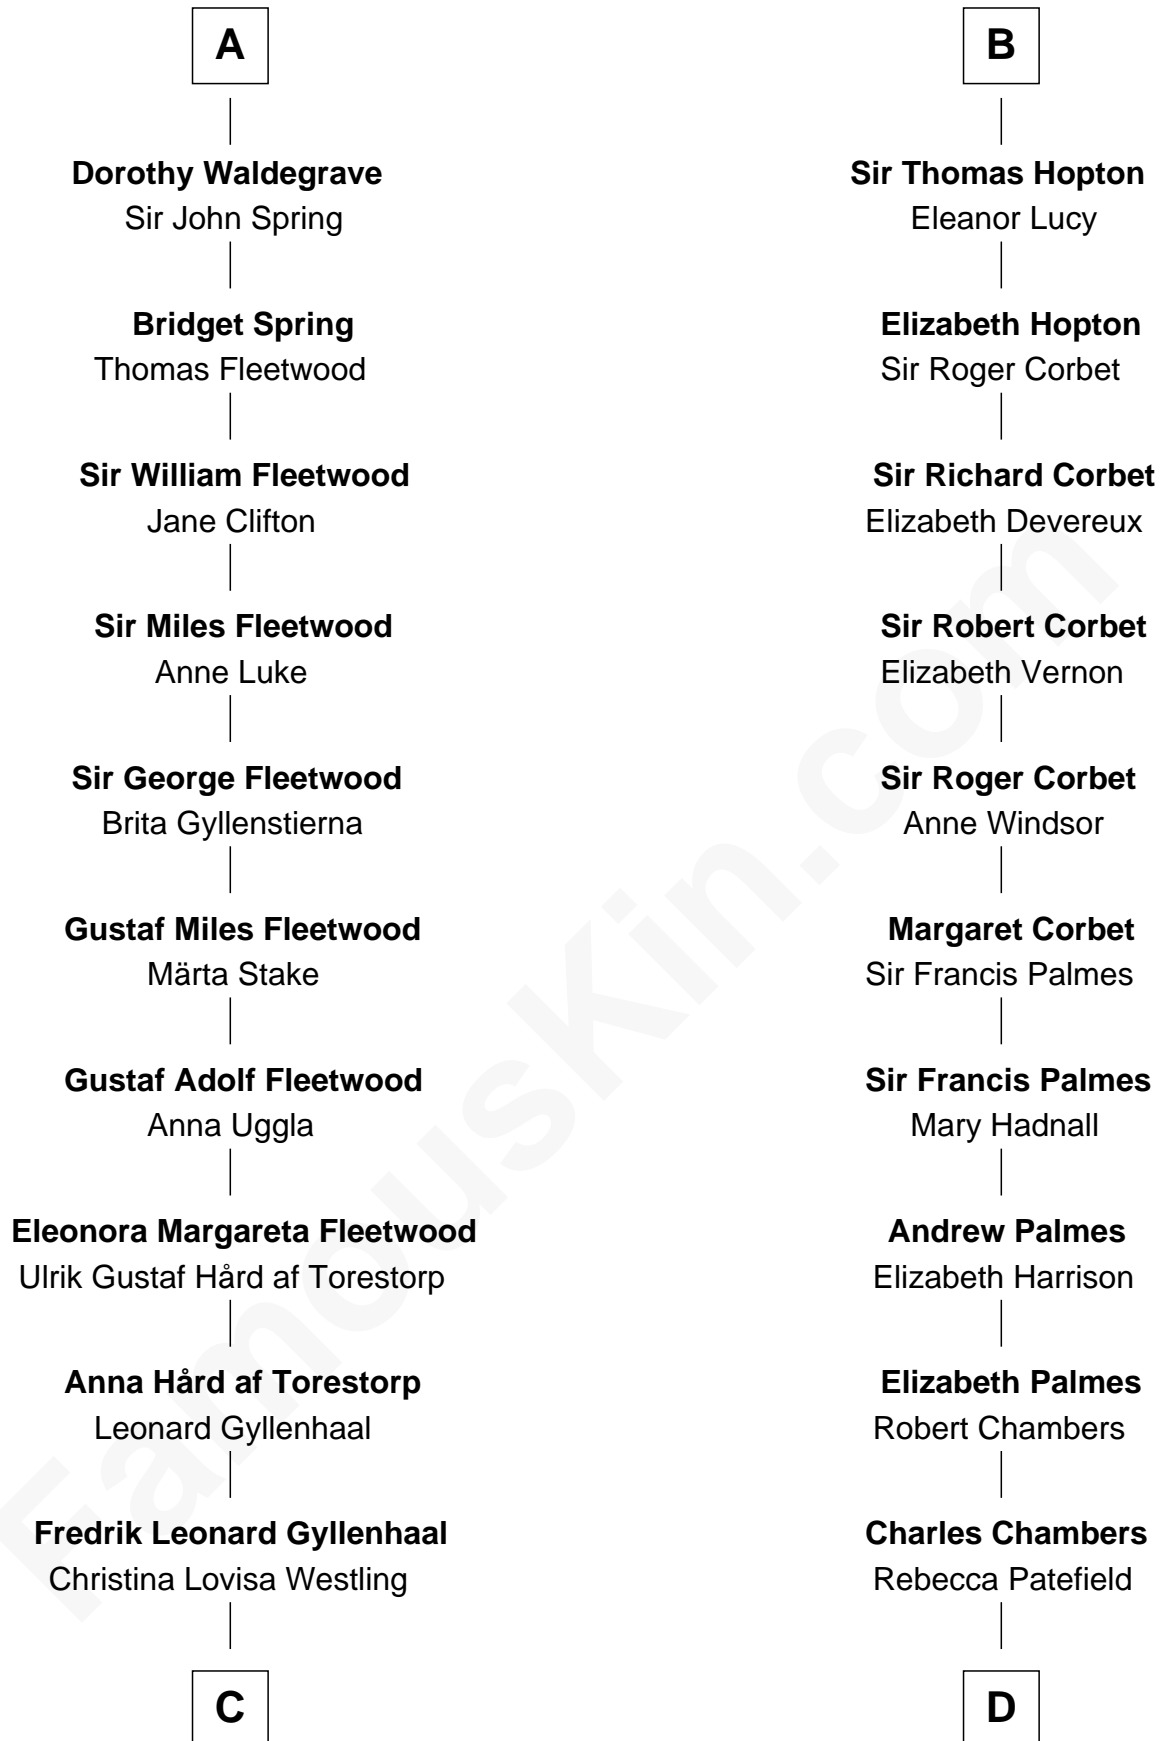 A
Dorothy Waldegrave
Sir John Spring
Bridget Spring
Thomas Fleetwood
Sir William Fleetwood
Jane Clifton
Sir Miles Fleetwood
Anne Luke
Sir George Fleetwood
Brita Gyllenstierna
Gustaf Miles Fleetwood
Märta Stake
Gustaf Adolf Fleetwood
Anna Uggla
Eleonora Margareta Fleetwood
Ulrik Gustaf Hård af Torestorp
Anna Hård af Torestorp
Leonard Gyllenhaal
Fredrik Leonard Gyllenhaal
Christina Lovisa Westling
C
B
Sir Thomas Hopton
Eleanor Lucy
Elizabeth Hopton
Sir Roger Corbet
Sir Richard Corbet
Elizabeth Devereux
Sir Robert Corbet
Elizabeth Vernon
Sir Roger Corbet
Anne Windsor
Margaret Corbet
Sir Francis Palmes
Sir Francis Palmes
Mary Hadnall
Andrew Palmes
Elizabeth Harrison
Elizabeth Palmes
Robert Chambers
Charles Chambers
Rebecca Patefield
D
FamousKin.com